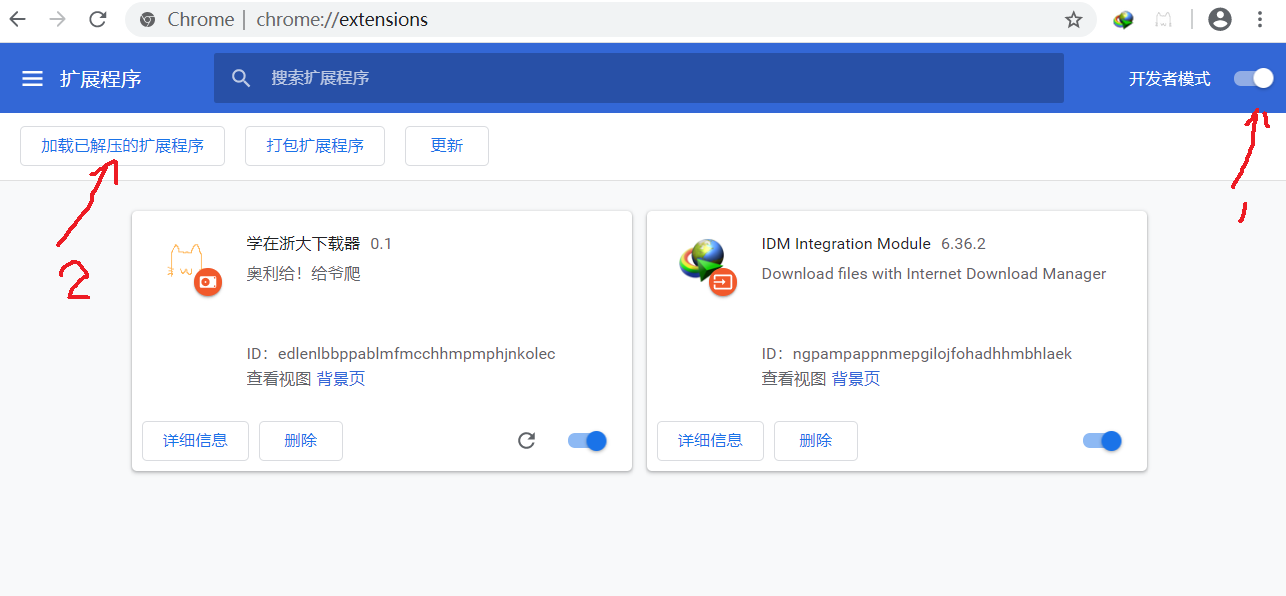 Chrome | chrome://extensions
扩展程序
搜索扩展程序
开发者模式
加载已解压的扩展程序
打包扩展程序
更新
1
2
学在浙大下载器 0.1
奥利给！给爷爬
ID：edlenlbbppablmfmcchhmpmphjnkolec
查看视图 背景页
详细信息
删除
IDM Integration Module 6.36.2
Download files with Internet Download Manager
ID：ngpampappnmepgilojfohadhhmbhlaek
查看视图 背景页
详细信息
删除